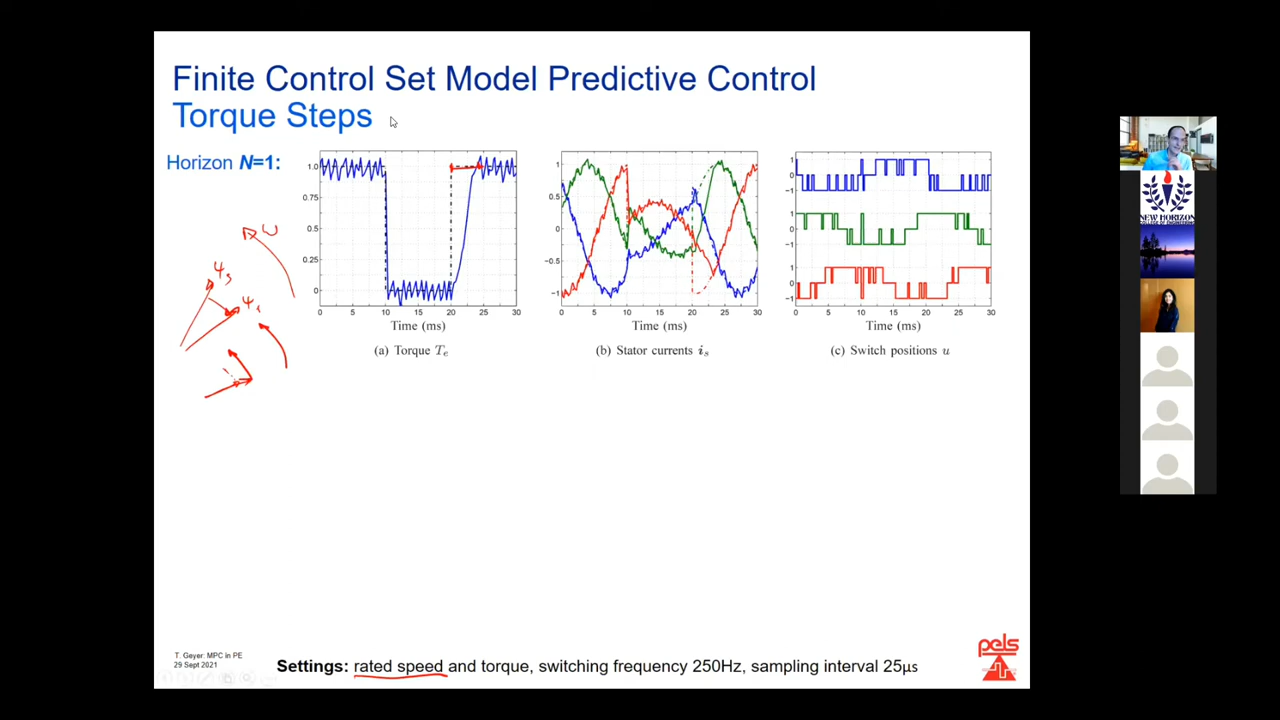 Finite Control Set Model Predictive Control
Torque Steps
Horizon N=1:
1.0
0.75
0.5
0.25
0
0 5 10 15 20 25 30
Time (ms)
(a) Torque Te
1
0.5
0
−0.5
−1
0 5 10 15 20 25 30
Time (ms)
(b) Stator currents is
1
0
−1
1
0
−1
1
0
−1
0 5 10 15 20 25 30
Time (ms)
(c) Switch positions u
ω
Ψs
Ψr
T. Geyer: MPC in PE
29 Sept 2021
Settings: rated speed and torque, switching frequency 250Hz, sampling interval 25µs
pels
NEW HORIZON
COLLEGE OF ENGINEERING